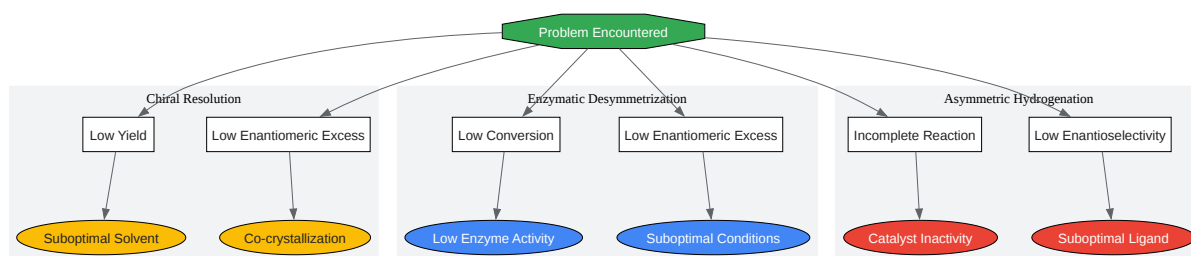 Problem Encountered
Chiral Resolution
Enzymatic Desymmetrization
Asymmetric Hydrogenation
Low Yield
Low Enantiomeric Excess
Low Conversion
Low Enantiomeric Excess
Incomplete Reaction
Low Enantioselectivity
Suboptimal Solvent
Co-crystallization
Low Enzyme Activity
Suboptimal Conditions
Catalyst Inactivity
Suboptimal Ligand